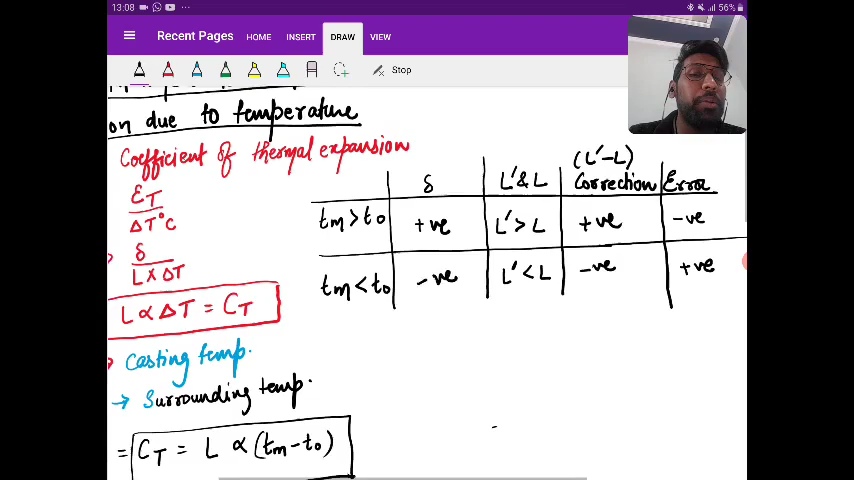 13:08 56%
Recent Pages HOME INSERT DRAW VIEW
Stop
on due to temperature
Coefficient of thermal expansion
εT
ΔT°C
δ
L×ΔT
L∝ΔT = CT
Casting temp.
→ Surrounding temp.
= CT = L ∝(tm-to)
(L'-L)
δ L'&L Correction Error
tm>to +ve L'>L +ve -ve
tm<to -ve L'<L -ve +ve